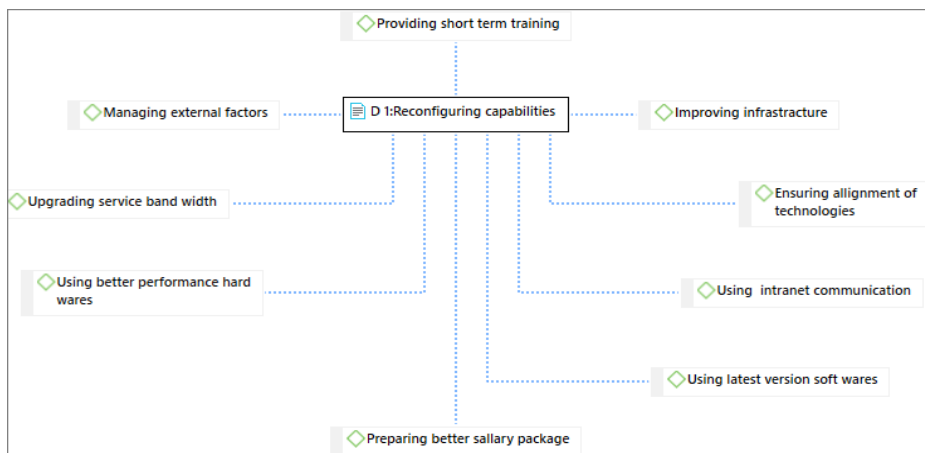 Providing short term training
Managing external factors
D 1:Reconfiguring capabilities
Improving infrastracture
Upgrading service band width
Ensuring allignment of
technologies
Using better performance hard
wares
Using  intranet communication
Using latest version soft wares
Preparing better sallary package